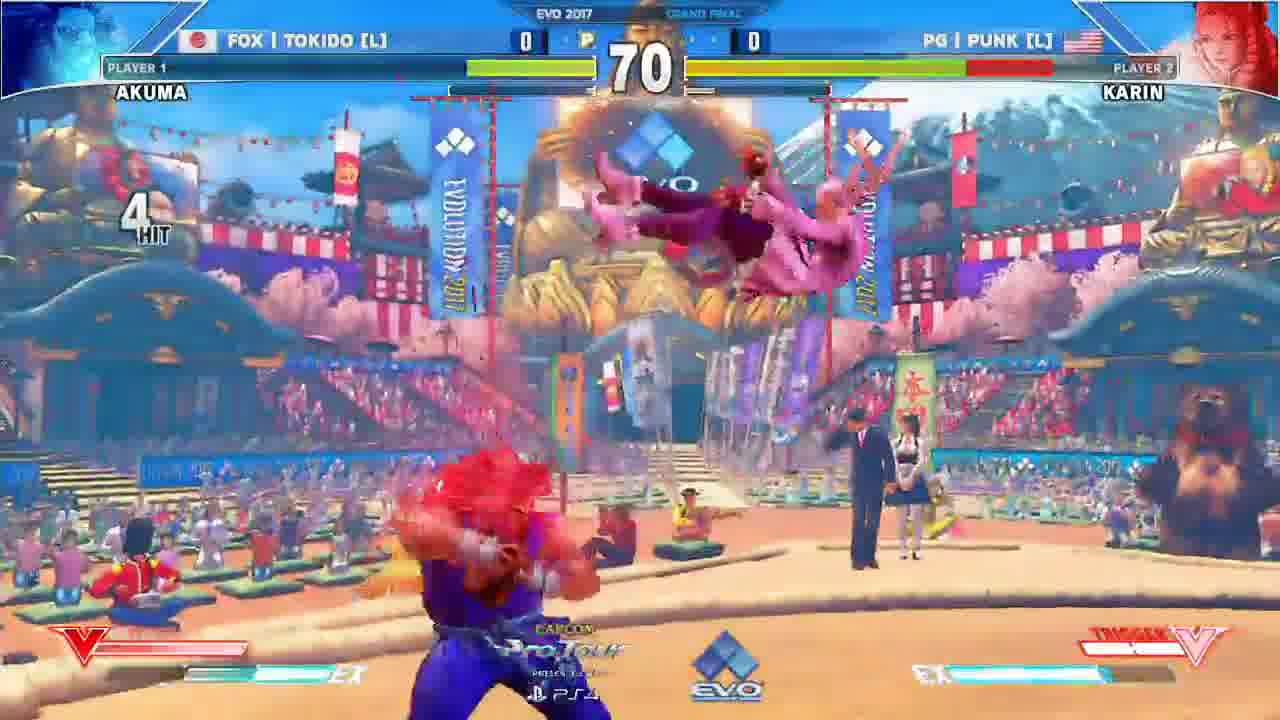 EVO 2017 GRAND FINAL
FOX | TOKIDO [L] 0 P 70 0 PG | PUNK [L]
PLAYER 1 PLAYER 2
AKUMA KARIN
EVO
EVOLUTION 2017
4 HIT
TRIGGER
V V
EX EX
CAPCOM
Pro Tour
PS4
EVO